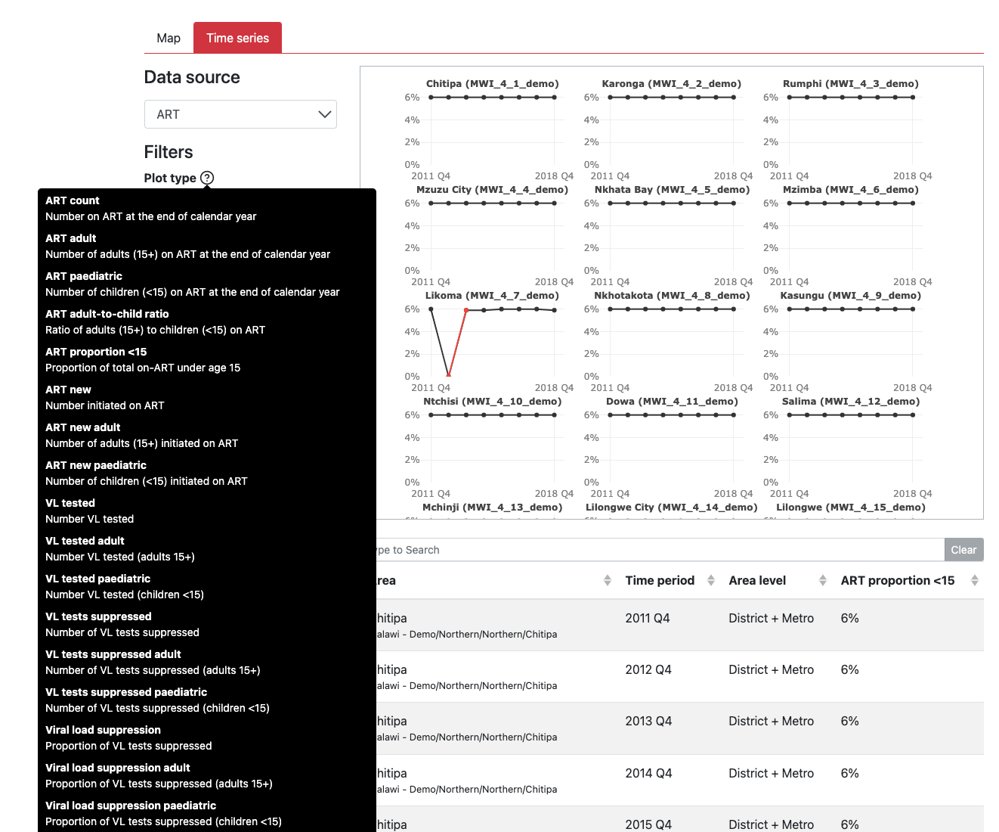 Map
Time series
Data source
ART
Filters
Plot type ?
ART count
Number on ART at the end of calendar year
ART adult
Number of adults (15+) on ART at the end of calendar year
ART paediatric
Number of children (<15) on ART at the end of calendar year
ART adult-to-child ratio
Ratio of adults (15+) to children (<15) on ART
ART proportion <15
Proportion of total on-ART under age 15
ART new
Number initiated on ART
ART new adult
Number of adults (15+) initiated on ART
ART new paediatric
Number of children (<15) initiated on ART
VL tested
Number VL tested
VL tested adult
Number VL tested (adults 15+)
VL tested paediatric
Number VL tested (children <15)
VL tests suppressed
Number of VL tests suppressed
VL tests suppressed adult
Number of VL tests suppressed (adults 15+)
VL tests suppressed paediatric
Number of VL tests suppressed (children <15)
Viral load suppression
Proportion of VL tests suppressed
Viral load suppression adult
Proportion of VL tests suppressed (adults 15+)
Viral load suppression paediatric
Proportion of VL tests suppressed (children <15)
Chitipa (MWI_4_1_demo)
6%
4%
2%
0%
2011 Q4 2018 Q4
Karonga (MWI_4_2_demo)
6%
4%
2%
0%
2011 Q4 2018 Q4
Rumphi (MWI_4_3_demo)
6%
4%
2%
0%
2011 Q4 2018 Q4
Mzuzu City (MWI_4_4_demo)
6%
4%
2%
0%
2011 Q4 2018 Q4
Nkhata Bay (MWI_4_5_demo)
6%
4%
2%
0%
2011 Q4 2018 Q4
Mzimba (MWI_4_6_demo)
6%
4%
2%
0%
2011 Q4 2018 Q4
Likoma (MWI_4_7_demo)
6%
4%
2%
0%
2011 Q4 2018 Q4
Nkhotakota (MWI_4_8_demo)
6%
4%
2%
0%
2011 Q4 2018 Q4
Kasungu (MWI_4_9_demo)
6%
4%
2%
0%
2011 Q4 2018 Q4
Ntchisi (MWI_4_10_demo)
6%
4%
2%
0%
2011 Q4 2018 Q4
Dowa (MWI_4_11_demo)
6%
4%
2%
0%
2011 Q4 2018 Q4
Salima (MWI_4_12_demo)
6%
4%
2%
0%
2011 Q4 2018 Q4
Mchinji (MWI_4_13_demo)
Lilongwe City (MWI_4_14_demo)
Lilongwe (MWI_4_15_demo)
ype to Search
Clear
rea Time period Area level ART proportion <15
hitipa 2011 Q4 District + Metro 6%
alawi - Demo/Northern/Northern/Chitipa
hitipa 2012 Q4 District + Metro 6%
alawi - Demo/Northern/Northern/Chitipa
hitipa 2013 Q4 District + Metro 6%
alawi - Demo/Northern/Northern/Chitipa
hitipa 2014 Q4 District + Metro 6%
alawi - Demo/Northern/Northern/Chitipa
hitipa 2015 Q4 District + Metro 6%